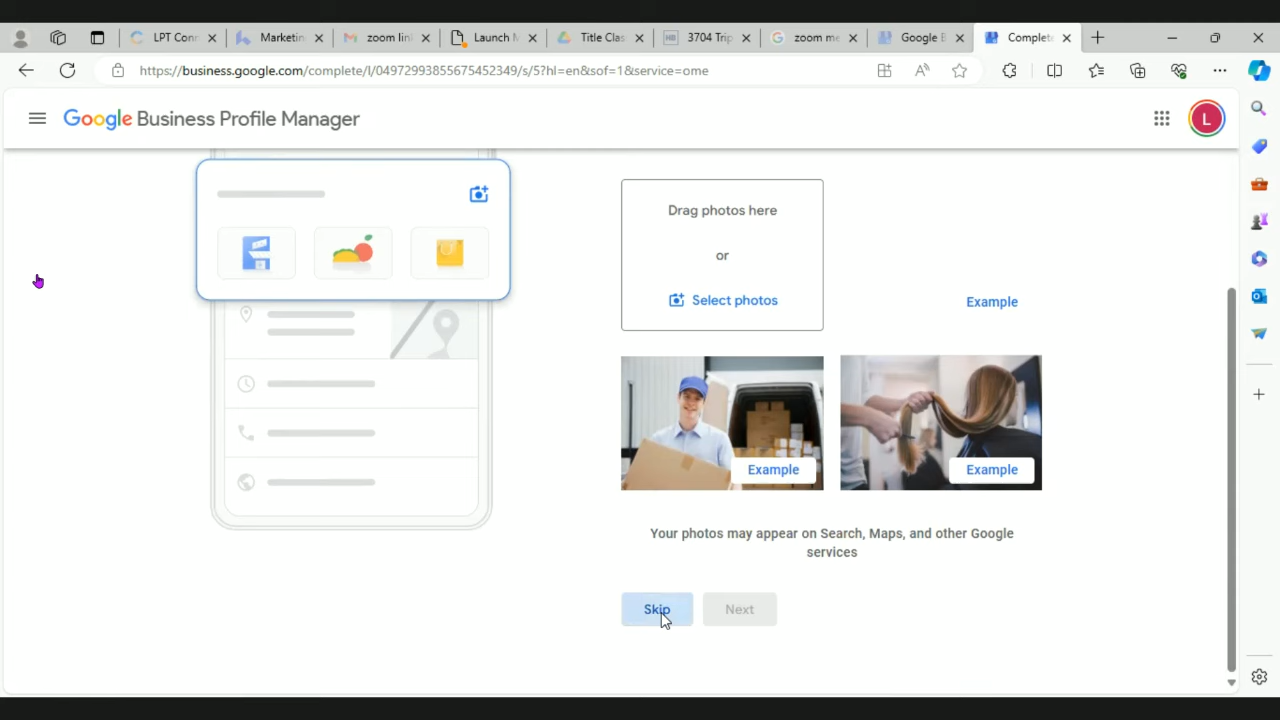 LPT Conn
Marketin
zoom lin
Launch M
Title Clas
3704 Trip
zoom me
Google B
Complete
https://business.google.com/complete/l/04972993855675452349/s/5?hl=en&sof=1&service=ome
Google Business Profile Manager
L
Drag photos here
or
Select photos
Example
Example
Example
Your photos may appear on Search, Maps, and other Google
services
Skip
Next